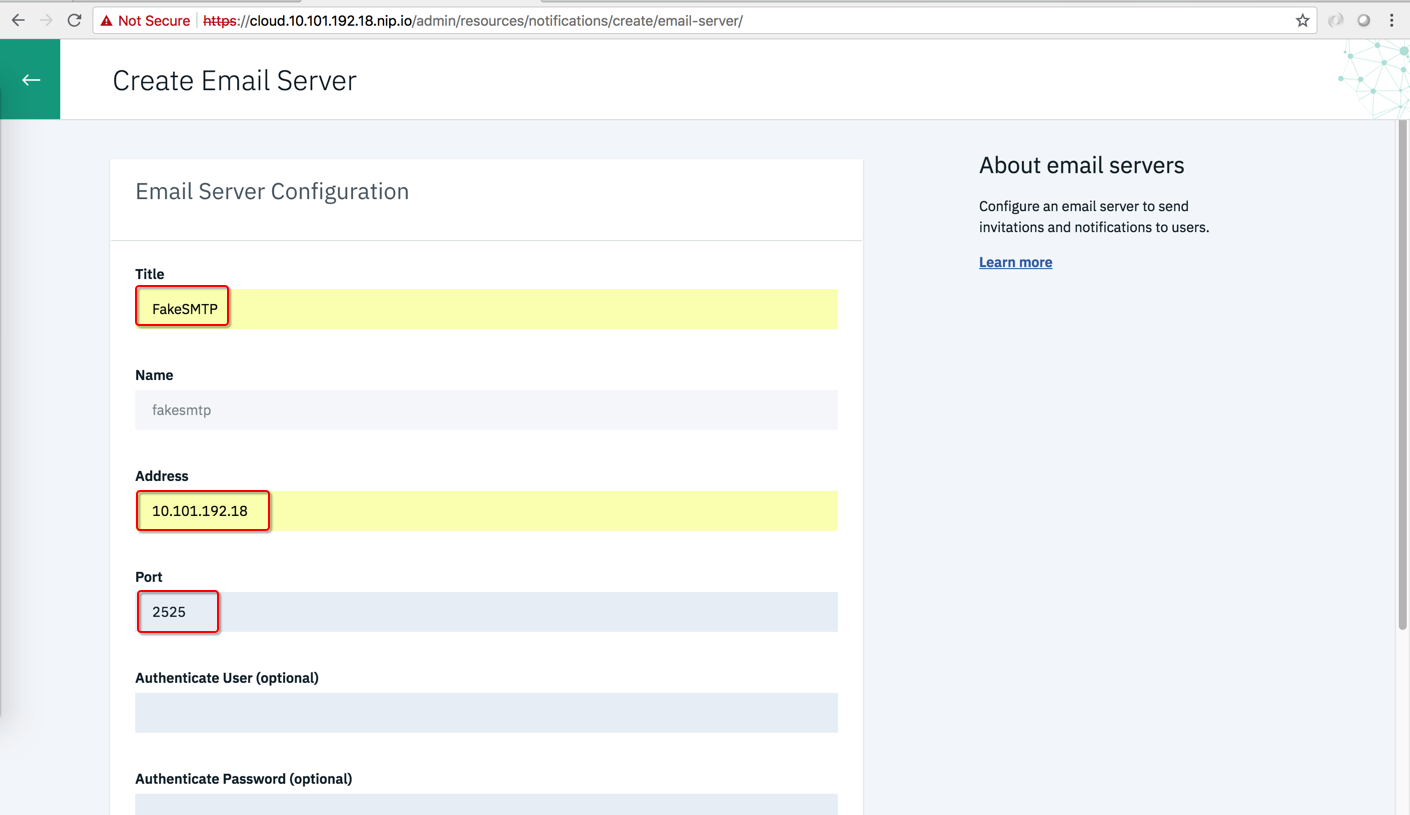 Not Secure https://cloud.10.101.192.18.nip.io/admin/resources/notifications/create/email-server/
Create Email Server
Email Server Configuration
Title
FakeSMTP
Name
fakesmtp
Address
10.101.192.18
Port
2525
Authenticate User (optional)
Authenticate Password (optional)
About email servers
Configure an email server to send
invitations and notifications to users.
Learn more